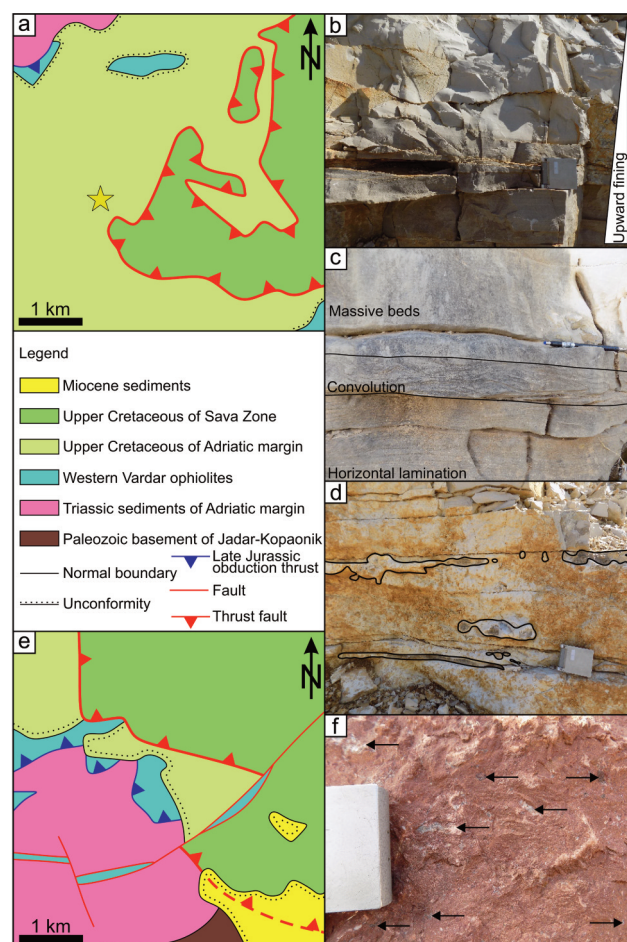 a
N
1 km
Legend
Miocene sediments
Upper Cretaceous of Sava Zone
Upper Cretaceous of Adriatic margin
Western Vardar ophiolites
Triassic sediments of Adriatic margin
Paleozoic basement of Jadar-Kopaonik
Normal boundary
Unconformity
Late Jurassic
obduction thrust
Fault
Thrust fault
e
N
1 km
b
Upward fining
c
Massive beds
Convolution
Horizontal lamination
d
f